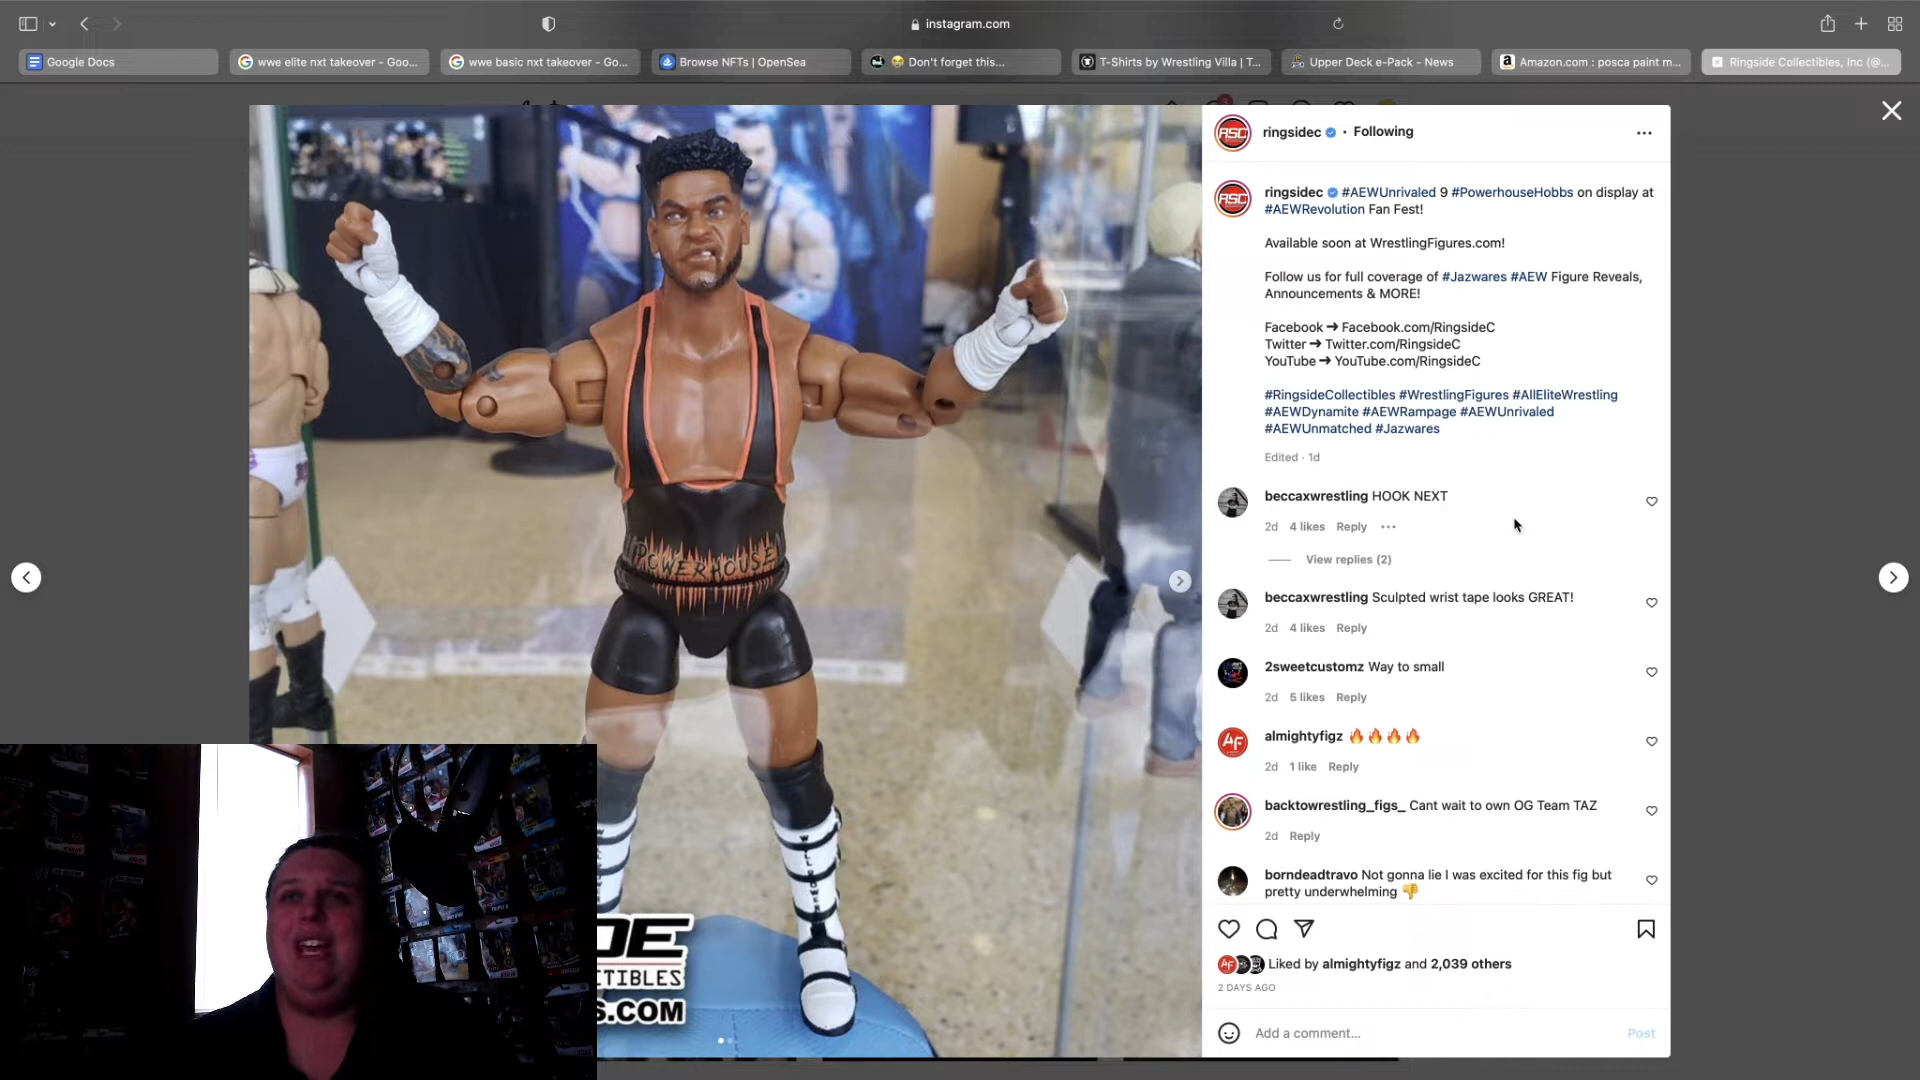 instagram.com
Google Docs
wwe elite nxt takeover - Goo...
wwe basic nxt takeover - Go...
Browse NFTs | OpenSea
😭 Don't forget this...
T-Shirts by Wrestling Villa | T...
Upper Deck e-Pack - News
Amazon.com : posca paint m...
Ringside Collectibles, Inc (@...
ringsidec • Following
ringsidec #AEWUnrivaled 9 #PowerhouseHobbs on display at
#AEWRevolution Fan Fest!
Available soon at WrestlingFigures.com!
Follow us for full coverage of #Jazwares #AEW Figure Reveals,
Announcements & MORE!
Facebook ➜ Facebook.com/RingsideC
Twitter ➜ Twitter.com/RingsideC
YouTube ➜ YouTube.com/RingsideC
#RingsideCollectibles #WrestlingFigures #AllEliteWrestling
#AEWDynamite #AEWRampage #AEWUnrivaled
#AEWUnmatched #Jazwares
Edited · 1d
beccaxwrestling HOOK NEXT
2d 4 likes Reply ...
View replies (2)
beccaxwrestling Sculpted wrist tape looks GREAT!
2d 4 likes Reply
2sweetcustomz Way to small
2d 5 likes Reply
almightyfigz 🔥🔥🔥🔥
2d 1 like Reply
backtowrestling_figs_ Cant wait to own OG Team TAZ
2d Reply
borndeadtravo Not gonna lie I was excited for this fig but
pretty underwhelming 👎
Liked by almightyfigz and 2,039 others
2 DAYS AGO
Add a comment...
Post
RSC
RSC
AF
POWERHOUSE
WILLPOWER
DE
CTIBLES
S.COM